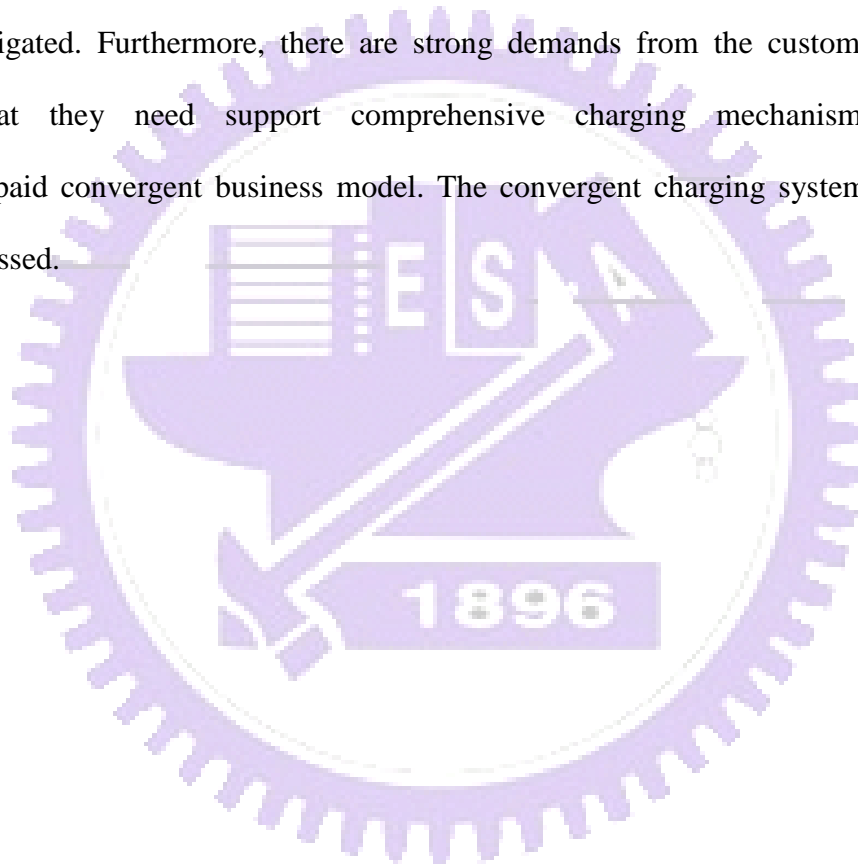 igated. Furthermore, there are strong demands from the custom
at they need support comprehensive charging mechanism
paid convergent business model. The convergent charging system
ssed.
E S A
1896